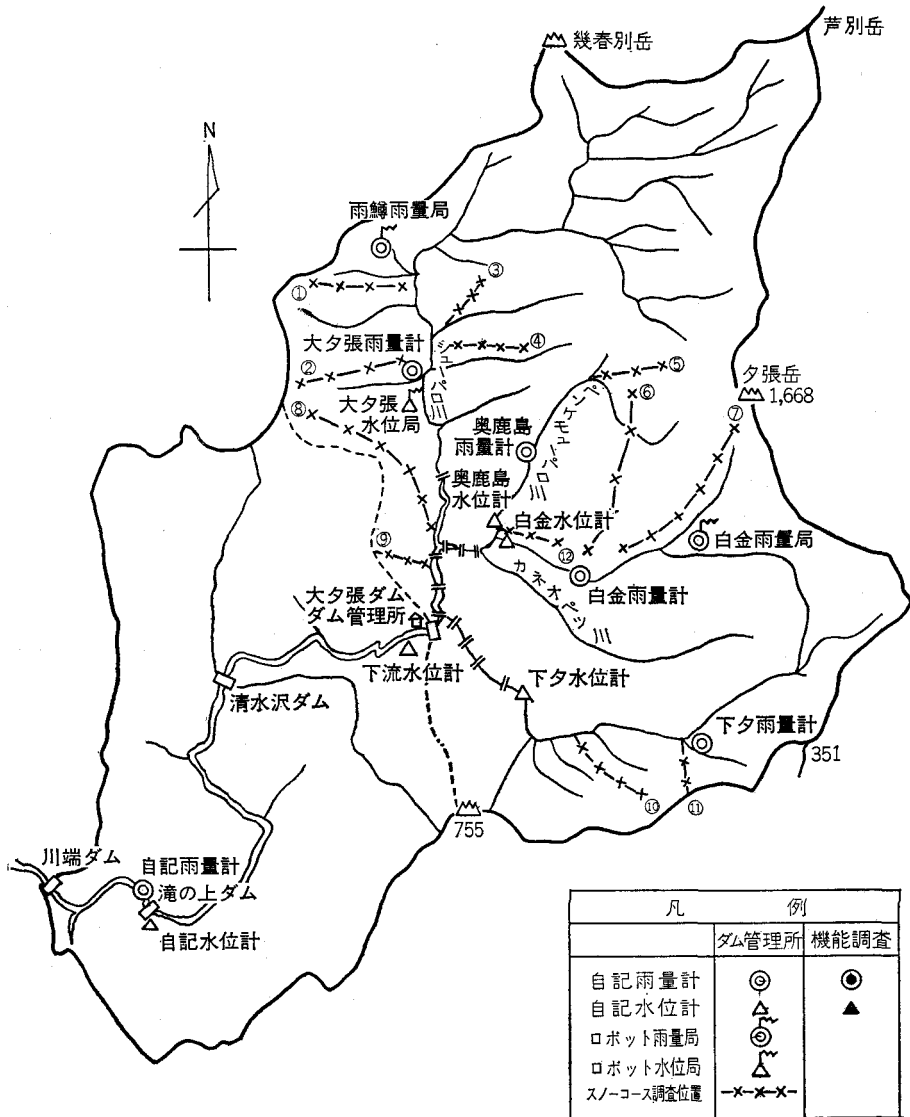 幾春別岳
芦別岳
N
雨鱒雨量局
①
③
大夕張雨量計
②
④
シューパロ川
⑤
⑥
夕張岳
1,668
⑦
⑧
大夕張
水位局
奥鹿島
雨量計
ペンケモユーパロ川
奥鹿島
水位計
白金水位計
白金雨量局
⑨
⑫
白金雨量計
カネオペツ川
大夕張ダム
ダム管理所
下流水位計
下夕水位計
清水沢ダム
下夕雨量計
351
⑩
⑪
755
川端ダム
自記雨量計
滝の上ダム
自記水位計
凡例
ダム管理所 機能調査
自記雨量計
自記水位計
ロボット雨量局
ロボット水位局
スノーコース調査位置